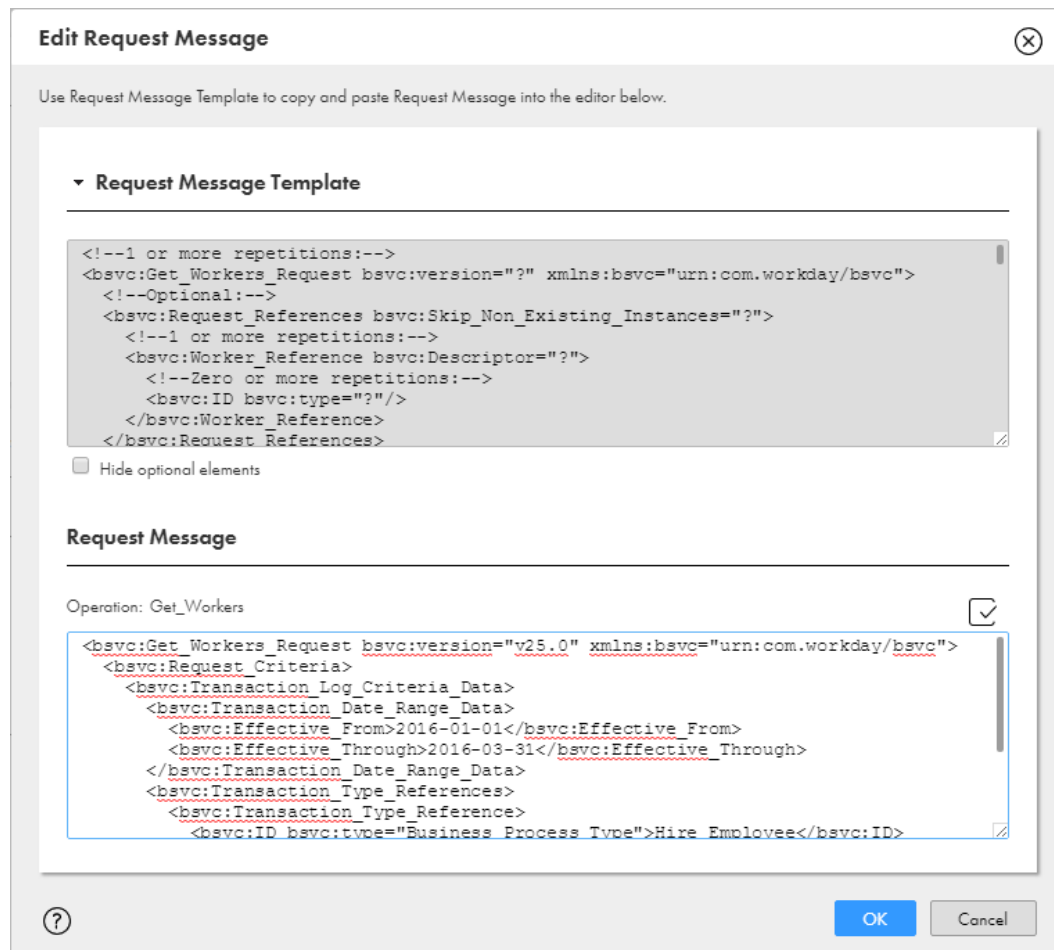 Edit Request Message
Use Request Message Template to copy and paste Request Message into the editor below.
Request Message Template
<!--1 or more repetitions:-->
<bsvc:Get_Workers_Request bsvc:version="?" xmlns:bsvc="urn:com.workday/bsvc">
<!--Optional:-->
<bsvc:Request_References bsvc:Skip_Non_Existing_Instances="?">
<!--1 or more repetitions:-->
<bsvc:Worker_Reference bsvc:Descriptor="?">
<!--Zero or more repetitions:-->
<bsvc:ID bsvc:type="?"/>
</bsvc:Worker_Reference>
</bsvc:Request_References>
Hide optional elements
Request Message
Operation: Get_Workers
<bsvc:Get_Workers_Request bsvc:version="v25.0" xmlns:bsvc="urn:com.workday/bsvc">
<bsvc:Request_Criteria>
<bsvc:Transaction_Log_Criteria_Data>
<bsvc:Transaction_Date_Range_Data>
<bsvc:Effective_From>2016-01-01</bsvc:Effective_From>
<bsvc:Effective_Through>2016-03-31</bsvc:Effective_Through>
</bsvc:Transaction_Date_Range_Data>
<bsvc:Transaction_Type_References>
<bsvc:Transaction_Type_Reference>
<bsvc:ID bsvc:type="Business_Process_Type">Hire Employee</bsvc:ID>
?
OK
Cancel